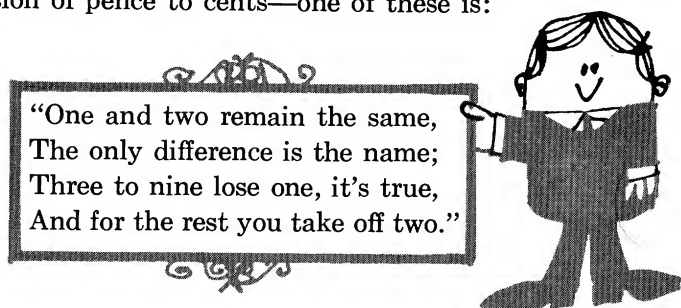 sion of pence to cents—one of these is:
“One and two remain the same,
The only difference is the name;
Three to nine lose one, it's true,
And for the rest you take off two.”